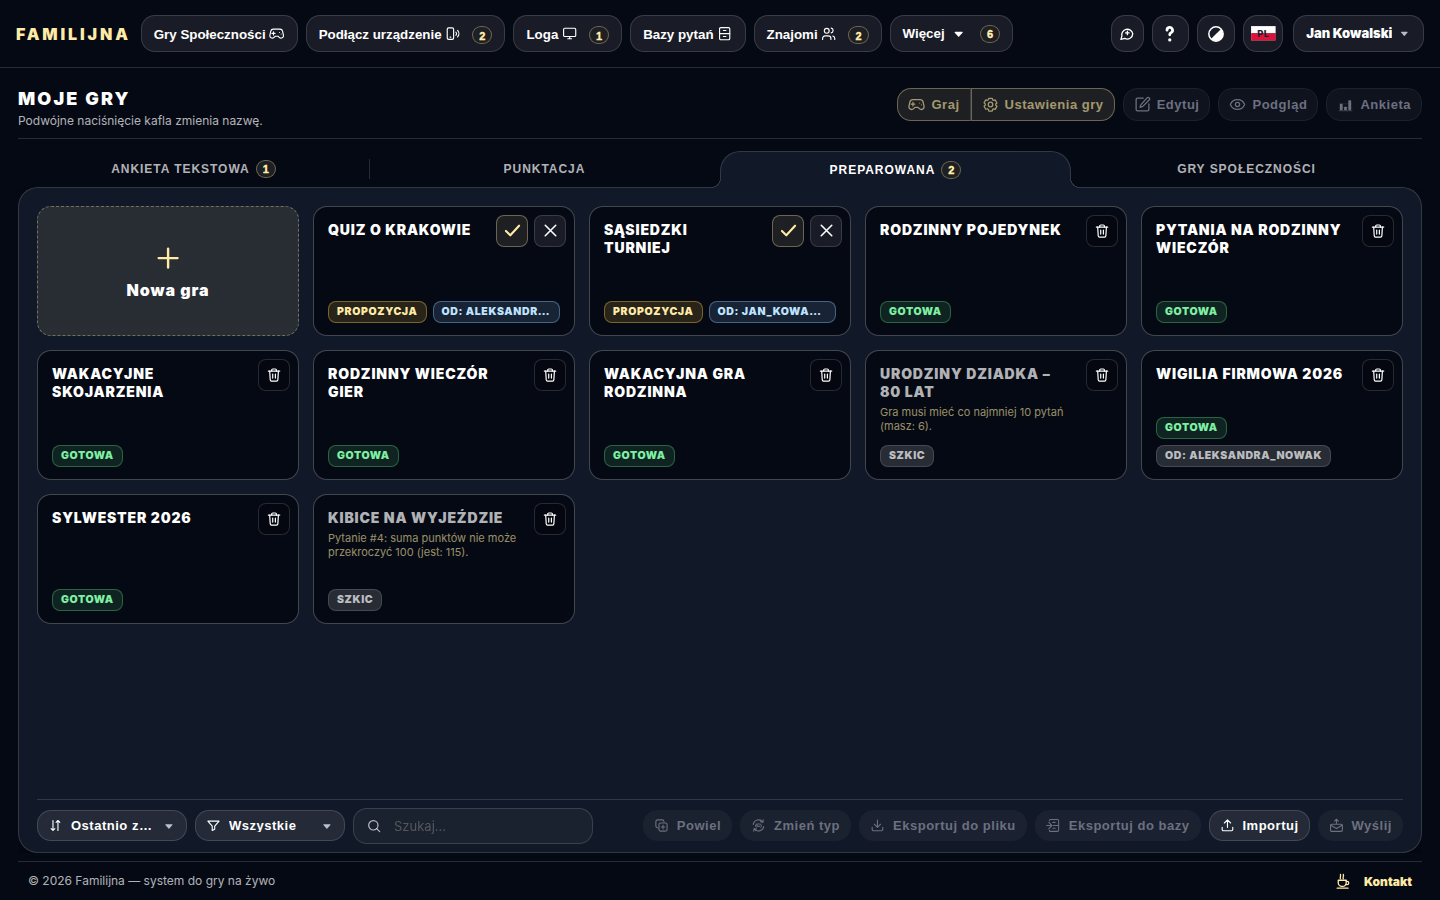 FAMILIJNA
Gry Społeczności
Podłącz urządzenie 2
Loga 1
Bazy pytań
Znajomi 2
Więcej 6
?
PL
Jan Kowalski
MOJE GRY
Podwójne naciśnięcie kafla zmienia nazwę.
Graj
Ustawienia gry
Edytuj
Podgląd
Ankieta
ANKIETA TEKSTOWA 1
PUNKTACJA
PREPAROWANA 2
GRY SPOŁECZNOŚCI
Nowa gra
QUIZ O KRAKOWIE
PROPOZYCJA
OD: ALEKSANDR...
SĄSIEDZKI
TURNIEJ
PROPOZYCJA
OD: JAN_KOWA...
RODZINNY POJEDYNEK
GOTOWA
PYTANIA NA RODZINNY
WIECZÓR
GOTOWA
WAKACYJNE
SKOJARZENIA
GOTOWA
RODZINNY WIECZÓR
GIER
GOTOWA
WAKACYJNA GRA
RODZINNA
GOTOWA
URODZINY DZIADKA –
80 LAT
Gra musi mieć co najmniej 10 pytań
(masz: 6).
SZKIC
WIGILIA FIRMOWA 2026
GOTOWA
OD: ALEKSANDRA_NOWAK
SYLWESTER 2026
GOTOWA
KIBICE NA WYJEŹDZIE
Pytanie #4: suma punktów nie może
przekroczyć 100 (jest: 115).
SZKIC
Ostatnio z...
Wszystkie
Szukaj...
Powiel
Zmień typ
Eksportuj do pliku
Eksportuj do bazy
Importuj
Wyślij
© 2026 Familijna — system do gry na żywo
Kontakt